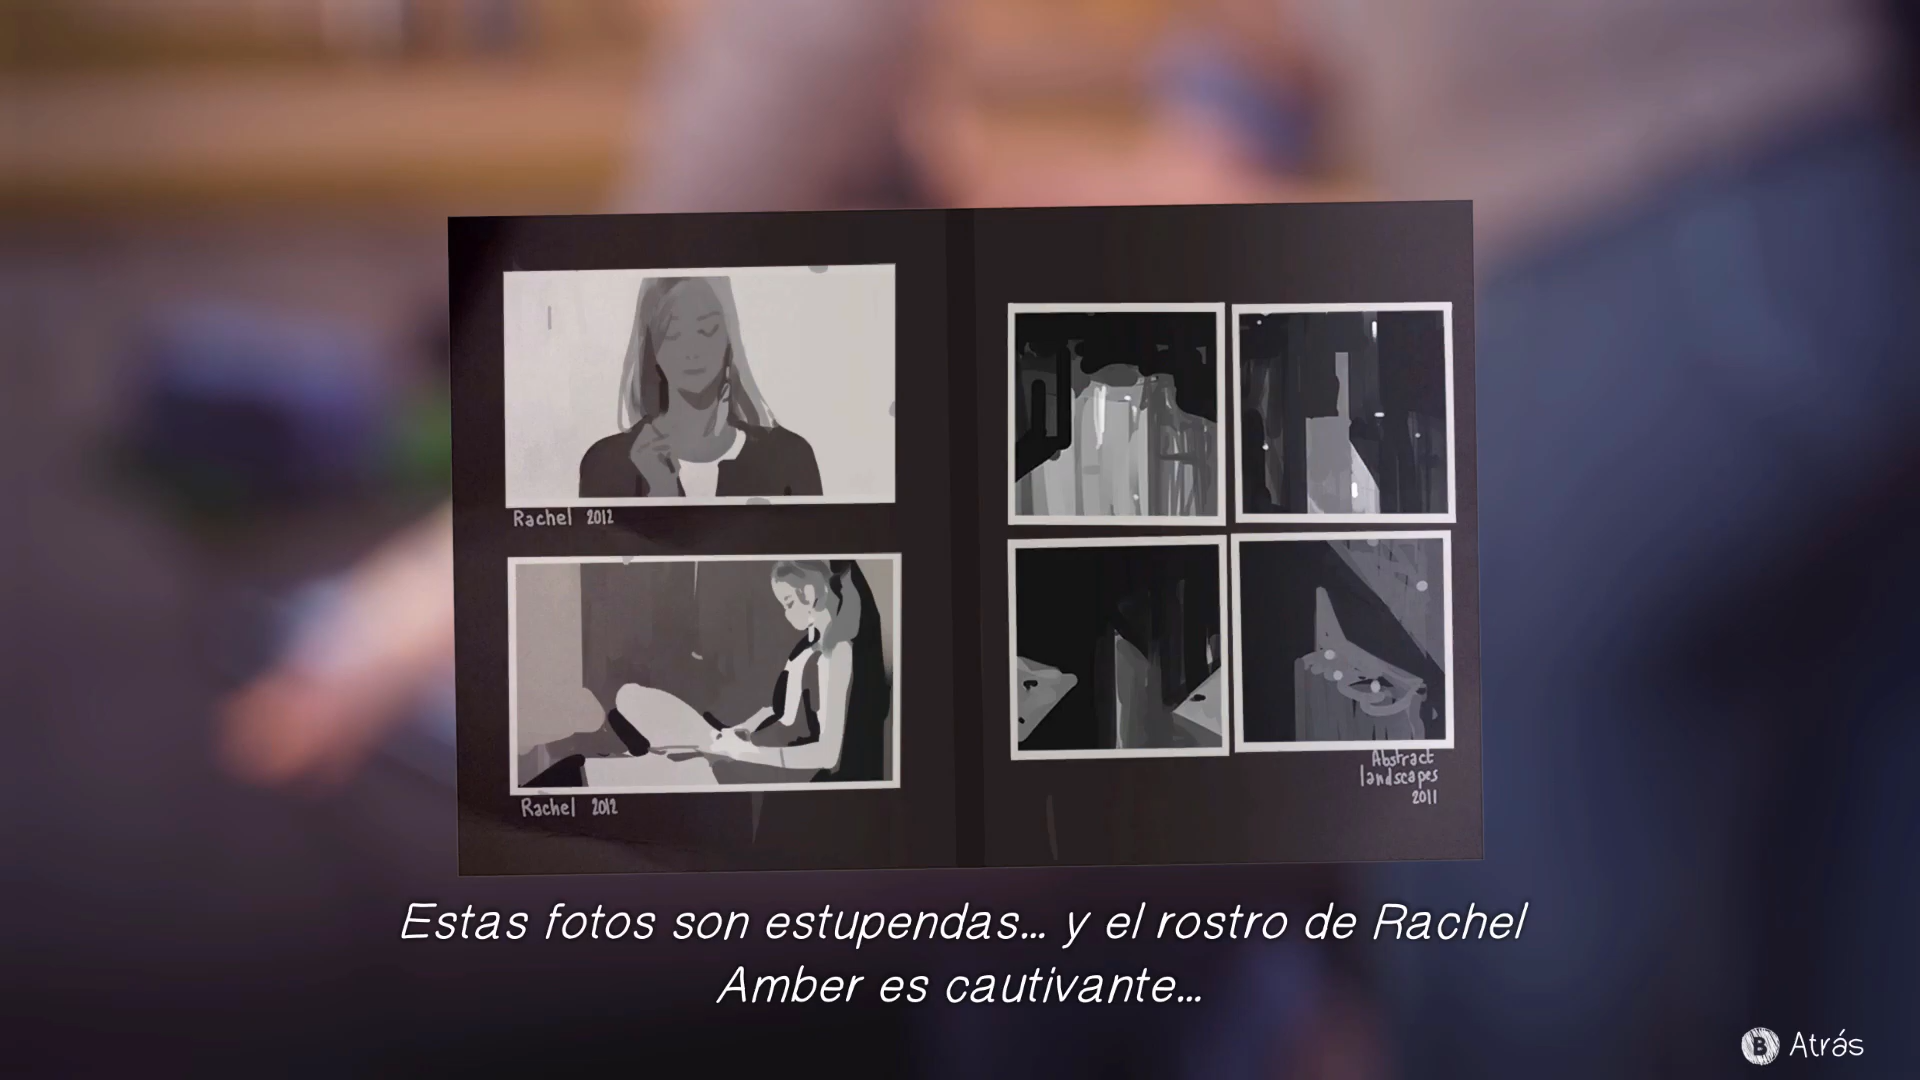 Rachel 2012
Rachel 2012
Abstract
landscapes
2011
Estas fotos son estupendas... y el rostro de Rachel
Amber es cautivante...
B Atrás